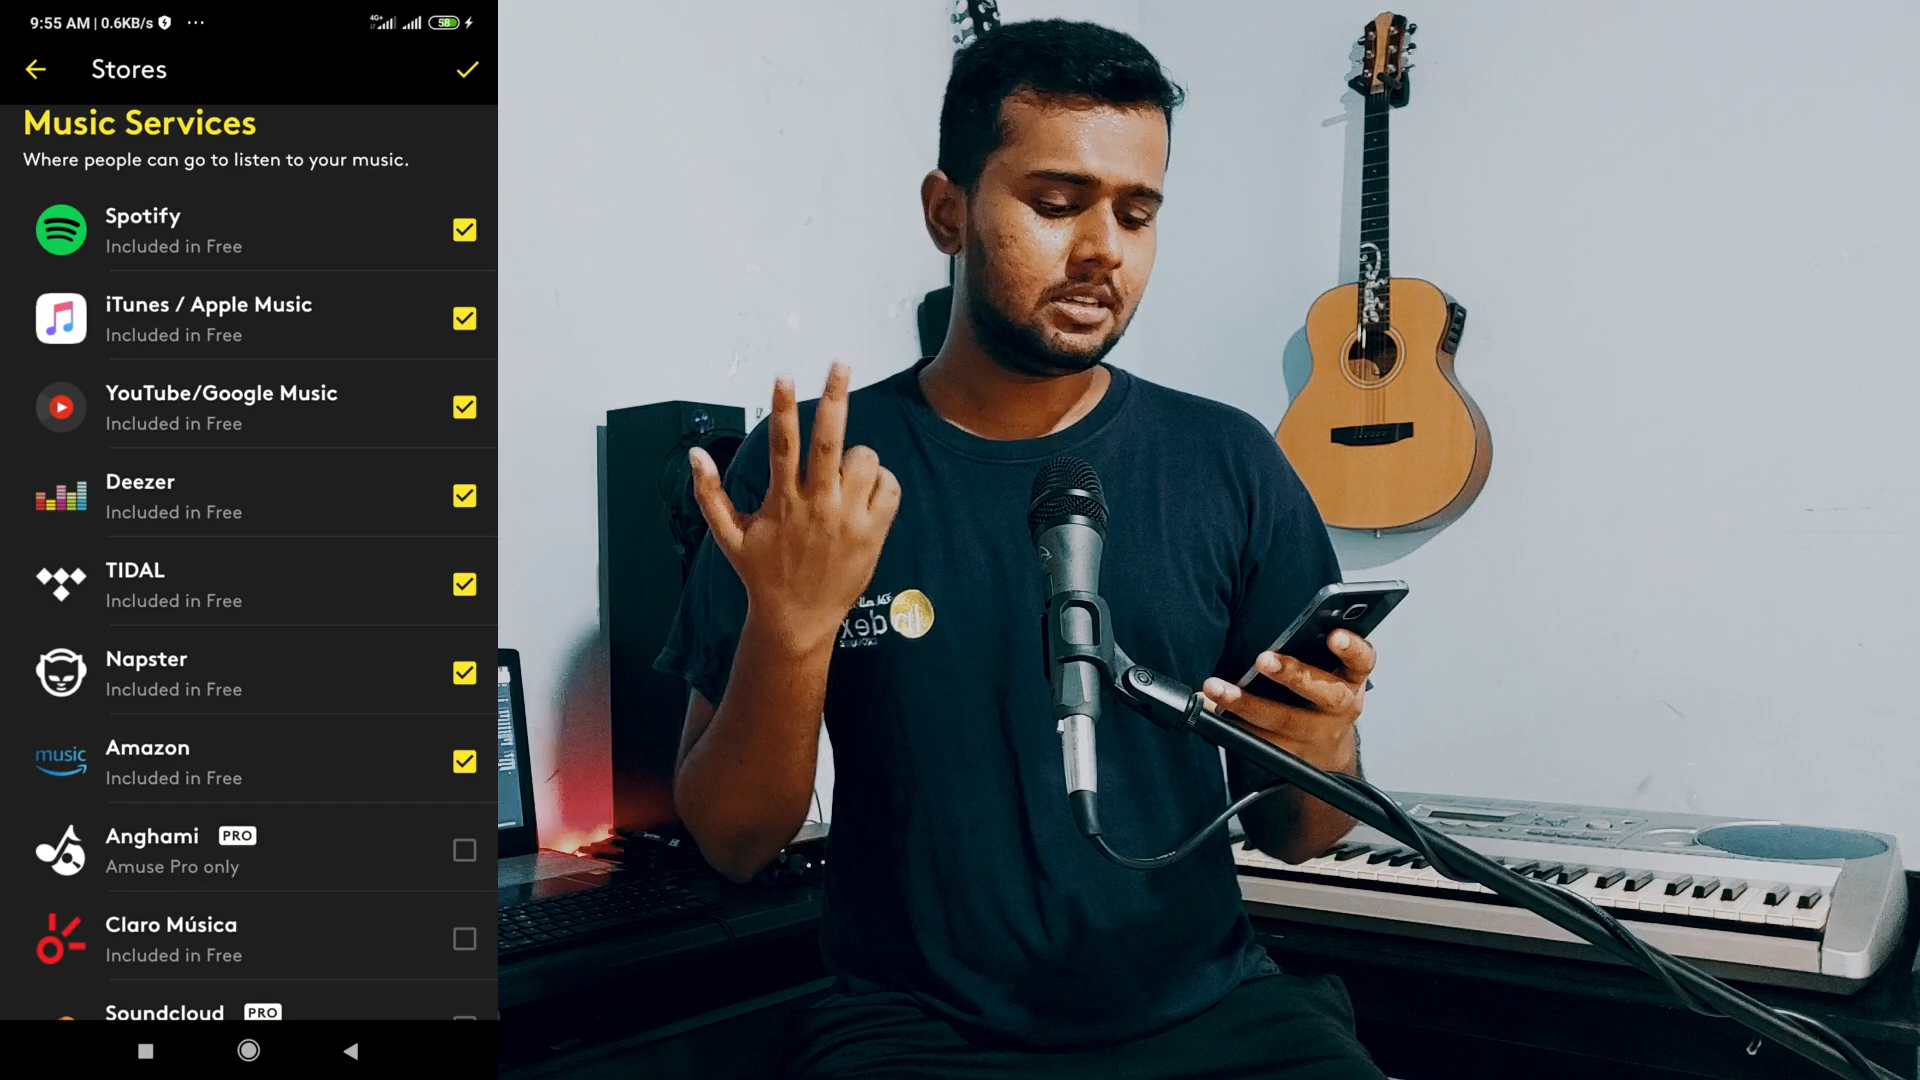 9:55 AM | 0.6KB/s ...
4G+ 58
Stores
Music Services
Where people can go to listen to your music.
Spotify
Included in Free
iTunes / Apple Music
Included in Free
YouTube/Google Music
Included in Free
Deezer
Included in Free
TIDAL
Included in Free
Napster
Included in Free
music
Amazon
Included in Free
Anghami PRO
Amuse Pro only
Claro Música
Included in Free
Soundcloud PRO